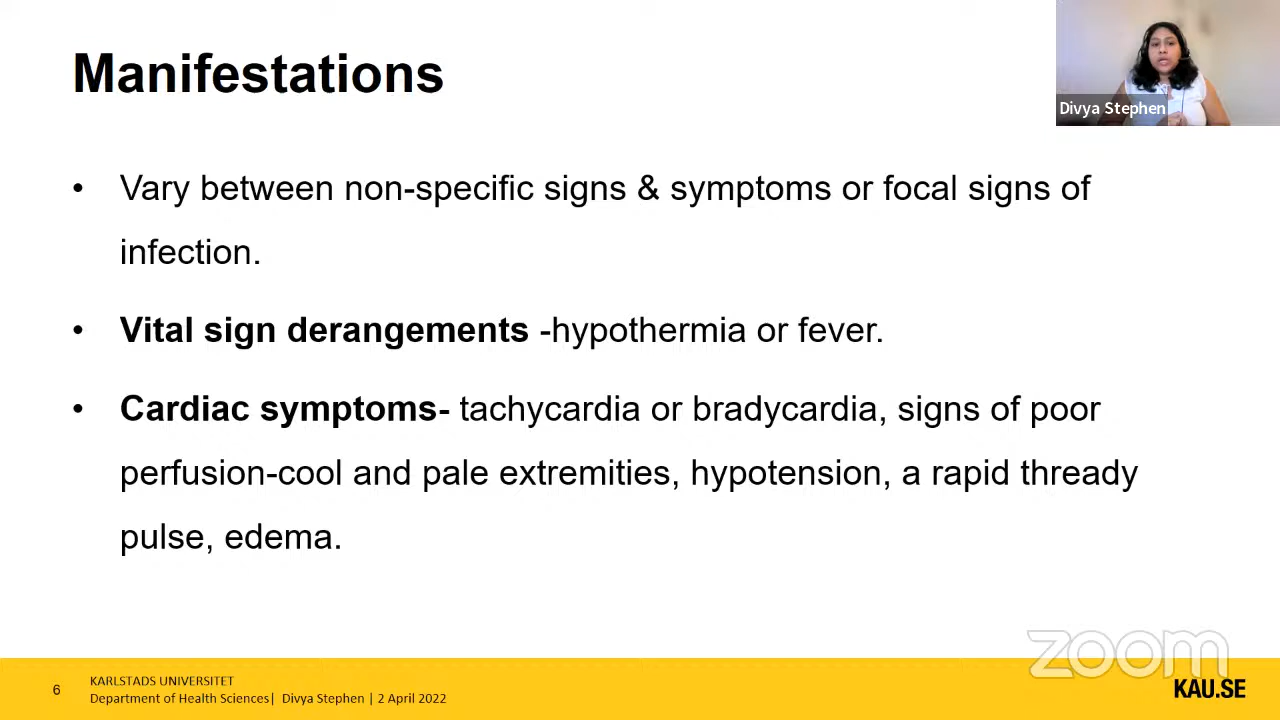 Manifestations
Divya Stephen
• Vary between non-specific signs & symptoms or focal signs of
infection.
• Vital sign derangements -hypothermia or fever.
• Cardiac symptoms- tachycardia or bradycardia, signs of poor
perfusion-cool and pale extremities, hypotension, a rapid thready
pulse, edema.
zoom
6
KARLSTADS UNIVERSITET
Department of Health Sciences| Divya Stephen | 2 April 2022
KAU.SE